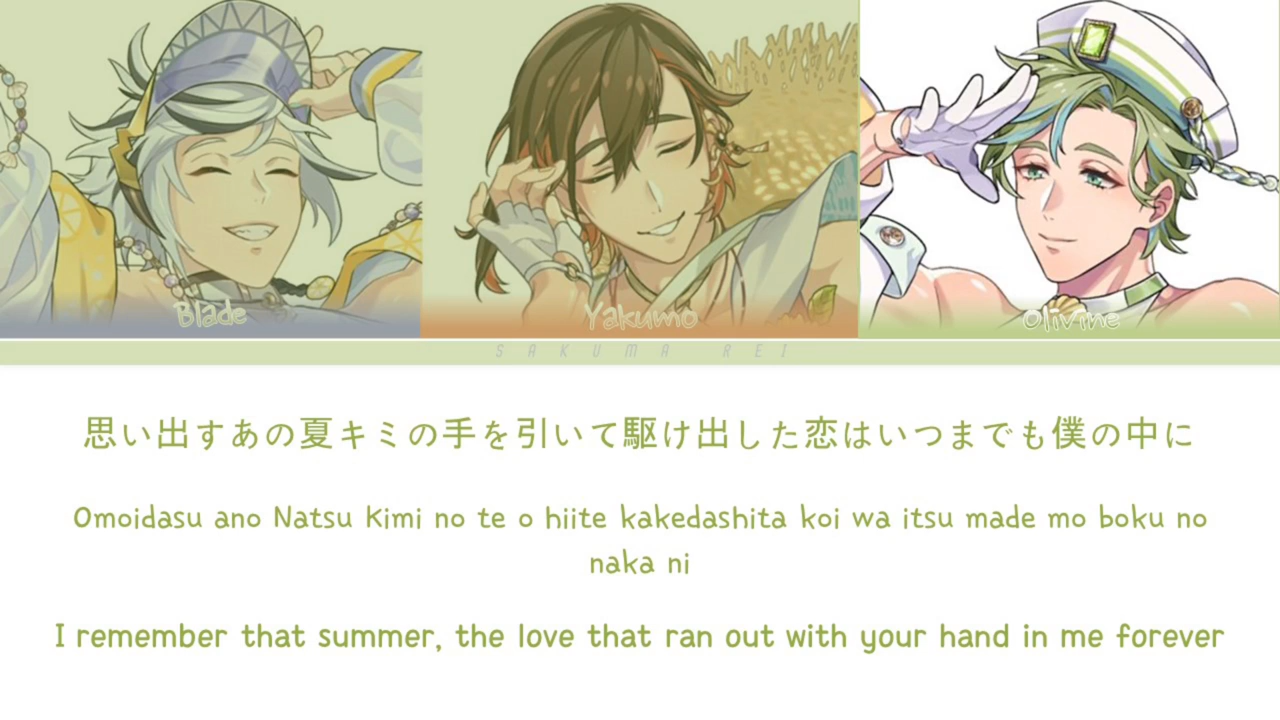 Blade
Yakumo
Olivine
SAKUMA REI
思い出すあの夏キミの手を引いて駆け出した恋はいつまでも僕の中に
Omoidasu ano Natsu Kimi no te o hiite kakedashita koi wa itsu made mo boku no
naka ni
I remember that summer, the love that ran out with your hand in me forever